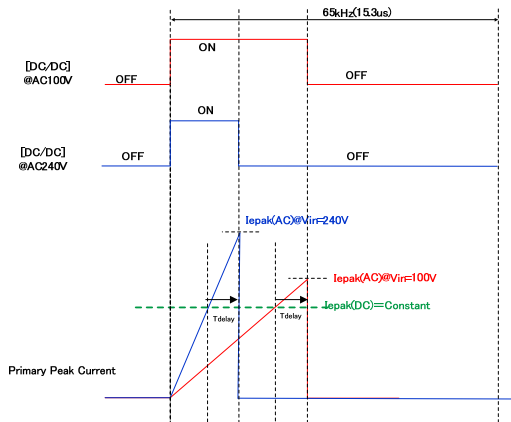 65kHz(15.3us)
[DC/DC]
@AC100V
OFF
ON
OFF
[DC/DC]
@AC240V
OFF
ON
OFF
Iepak(AC)@Vin=240V
Iepak(AC)@Vin=100V
Iepak(DC)=Constant
Tdelay
Tdelay
Primary Peak Current